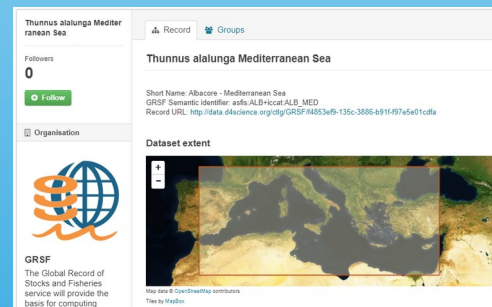 Thunnus alalunga Mediter
ranean Sea
Followers
0
Follow
Organisation
GRSF
The Global Record of
Stocks and Fisheries
service will provide the
basis for computing
Record
Groups
Thunnus alalunga Mediterranean Sea
Short Name: Albacore - Mediterranean Sea
GRSF Semantic identifier: asfis:ALB+iccat:ALB_MED
Record URL: http://data.d4science.org/ctlg/GRSF/f4853ef9-135c-3886-b91f-f97e5e01cdfa
Dataset extent
+
-
Map data © OpenStreetMap contributors
Tiles by MapBox